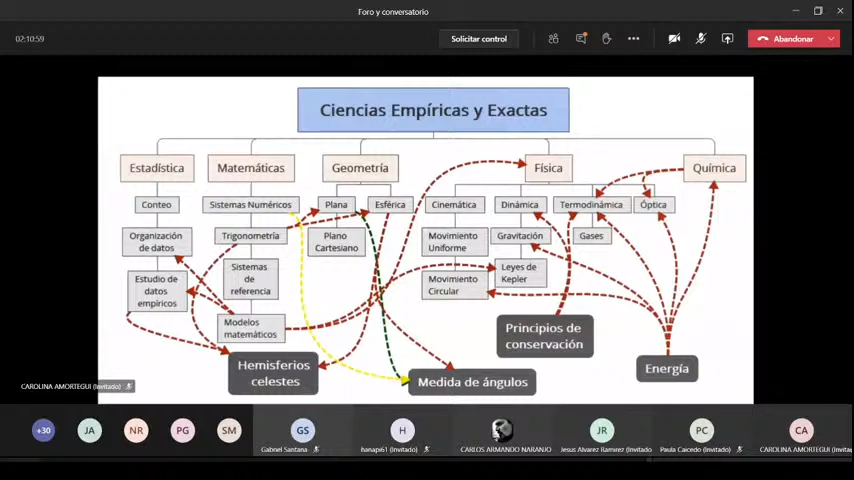 Foro y conversatorio
02:10:59
Solicitar control
Abandonar
Ciencias Empíricas y Exactas
Estadística
Matemáticas
Geometría
Física
Química
Conteo
Sistemas Numéricos
Plana
Esférica
Cinemática
Dinámica
Termodinámica
Óptica
Organización
de datos
Trigonometría
Plano
Cartesiano
Movimiento
Uniforme
Gravitación
Gases
Estudio de
datos
empíricos
Sistemas
de
referencia
Movimiento
Circular
Leyes de
Kepler
Modelos
matemáticos
Principios de
conservación
Hemisferios
celestes
Medida de ángulos
Energía
CAROLINA AMORTEGUI (Invitado)
+30
JA
NR
PG
SM
GS
H
JR
PC
CA
Gabriel Santana
hanapi61 (Invitado)
CARLOS ARMANDO NARANJO
Jesus Alvarez Ramirez (Invitado
Paula Caicedo (Invitado)
CAROLINA AMORTEGUI (Invita